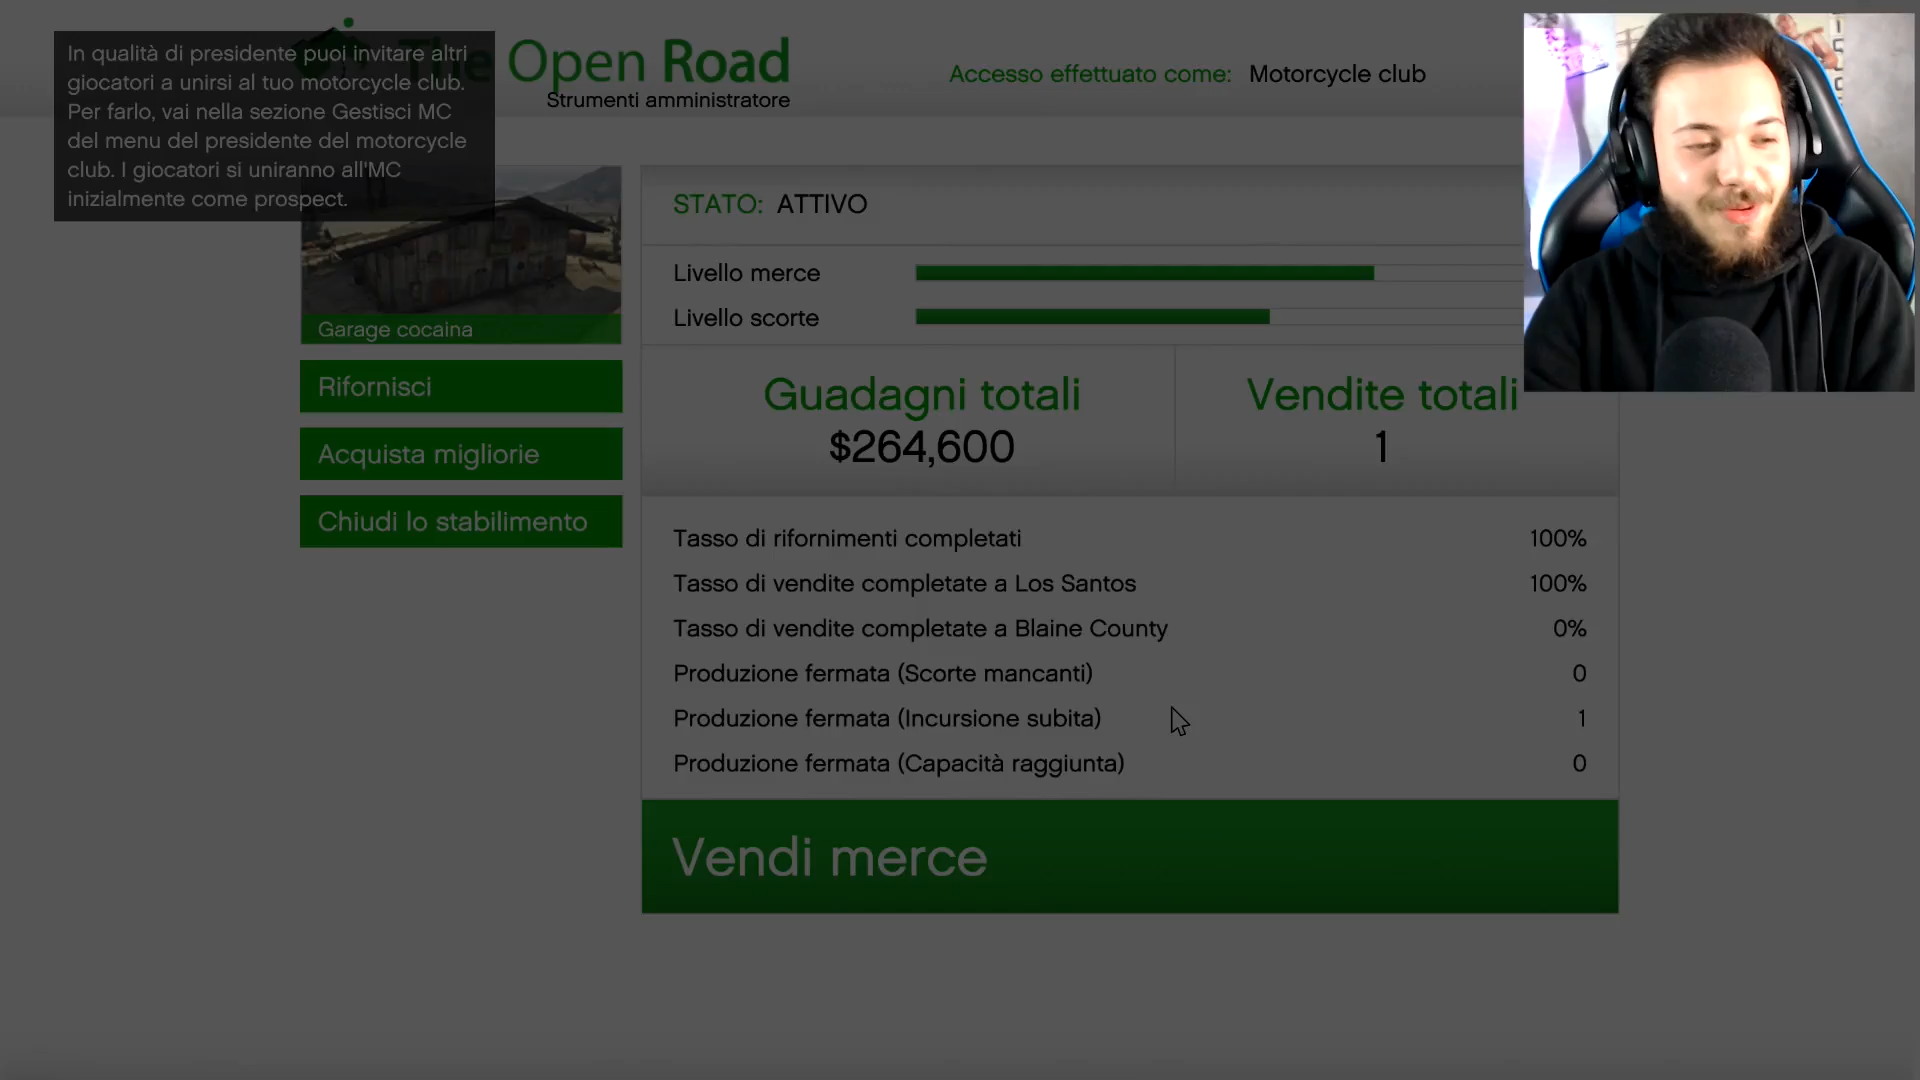 In qualità di presidente puoi invitare altri
giocatori a unirsi al tuo motorcycle club.
Per farlo, vai nella sezione Gestisci MC
del menu del presidente del motorcycle
club. I giocatori si uniranno all'MC
inizialmente come prospect.
The Open Road
Strumenti amministratore
Accesso effettuato come: Motorcycle club
Garage cocaina
Rifornisci
Acquista migliorie
Chiudi lo stabilimento
STATO: ATTIVO
Livello merce
Livello scorte
Guadagni totali
$264,600
Vendite totali
1
Tasso di rifornimenti completati 100%
Tasso di vendite completate a Los Santos 100%
Tasso di vendite completate a Blaine County 0%
Produzione fermata (Scorte mancanti) 0
Produzione fermata (Incursione subita) 1
Produzione fermata (Capacità raggiunta) 0
Vendi merce